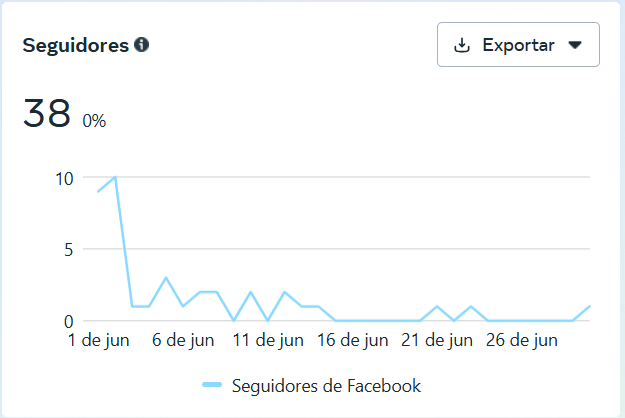 Seguidores
Exportar
38 0%
10
5
0
1 de jun 6 de jun 11 de jun 16 de jun 21 de jun 26 de jun
Seguidores de Facebook